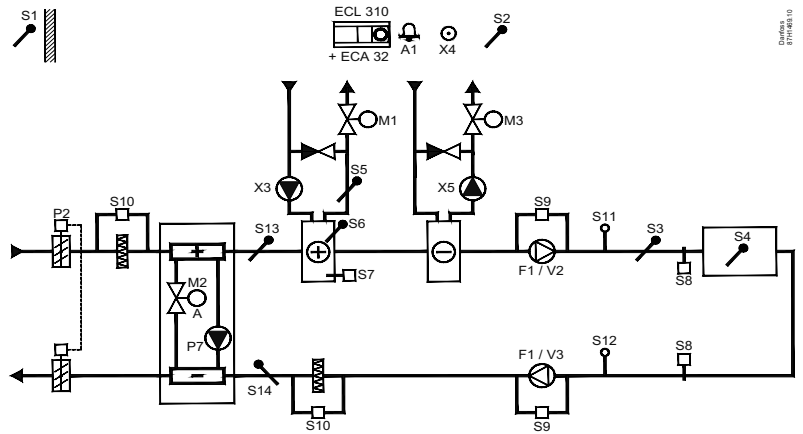 S1
ECL 310
S2
A1
X4
+ ECA 32
Danfoss
87H1469.10
M1
M3
S5
X3
X5
P2
S10
S13
S6
S9
S11
S3
S4
S7
F1 / V2
S8
M2
A
P7
F1 / V3
S12
S8
S14
S10
S9